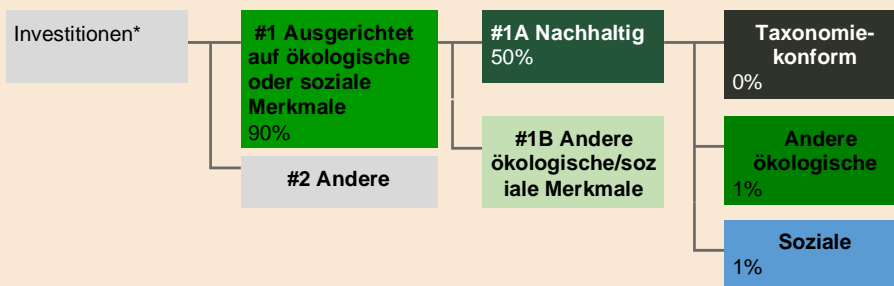 Investitionen*
#1 Ausgerichtet
auf ökologische
oder soziale
Merkmale
90%
#2 Andere
#1A Nachhaltig
50%
#1B Andere
ökologische/soz
iale Merkmale
Taxonomie-
konform
0%
Andere
ökologische
1%
Soziale
1%